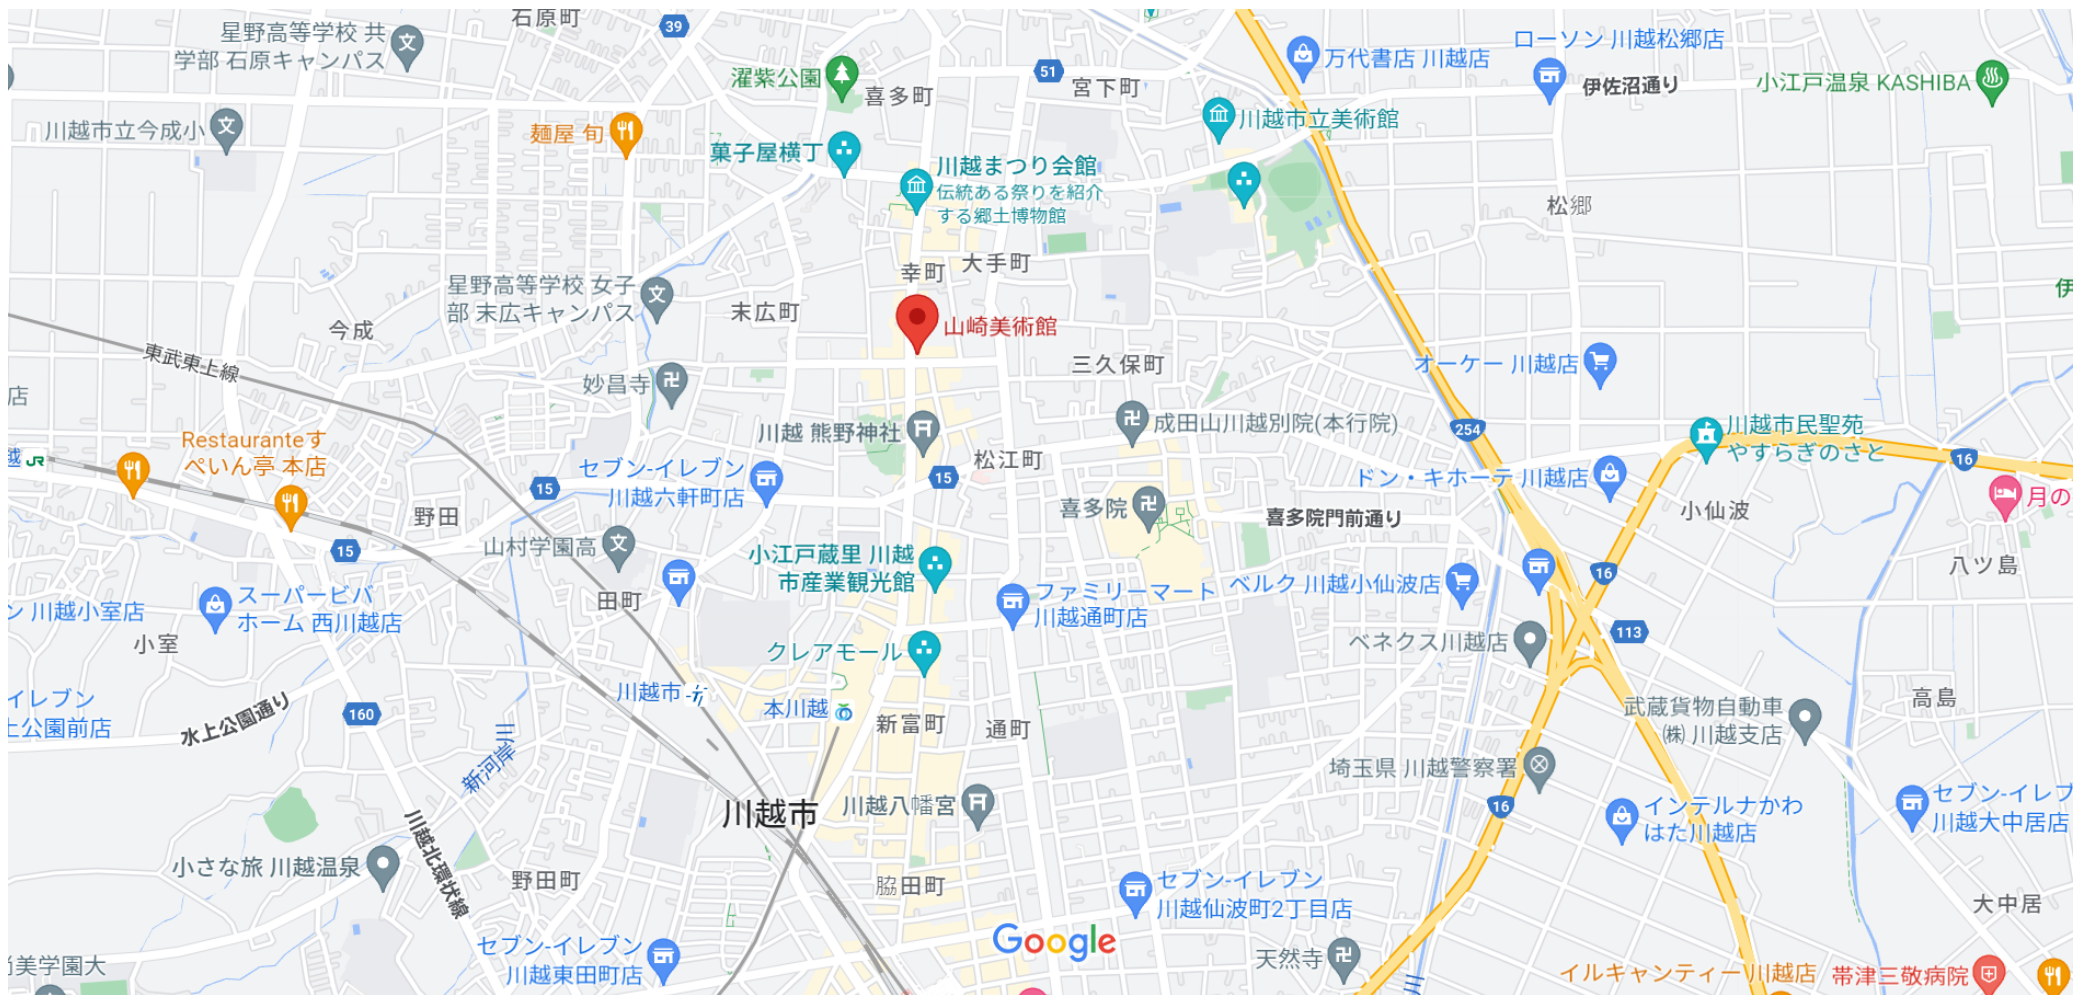 石原町
星野高等学校 共
学部 石原キャンパス
39
濯紫公園
喜多町
51
宮下町
万代書店 川越店
ローソン 川越松郷店
伊佐沼通り
小江戸温泉 KASHIBA
川越市立今成小
麺屋 旬
菓子屋横丁
川越まつり会館
伝統ある祭りを紹介
する郷土博物館
川越市立美術館
松郷
幸町
大手町
星野高等学校 女子
部 末広キャンパス
末広町
山崎美術館
今成
東武東上線
妙昌寺
三久保町
オーケー 川越店
店
伊
Restauranteす
ぺいん亭 本店
越 JR
川越 熊野神社
成田山川越別院(本行院)
254
川越市民聖苑
やすらぎのさと
16
セブン-イレブン
川越六軒町店
15
松江町
15
ドン・キホーテ 川越店
月の
野田
喜多院
喜多院門前通り
小仙波
15
山村学園高
小江戸蔵里 川越
市産業観光館
八ツ島
16
スーパービバ
ホーム 西川越店
ン 川越小室店
田町
ファミリーマート
川越通町店
ベルク 川越小仙波店
小室
クレアモール
ベネクス川越店
113
イレブン
上公園前店
水上公園通り
160
川越市
本川越
新富町
通町
武蔵貨物自動車
㈱ 川越支店
高島
新河岸川
埼玉県 川越警察署
川越市
川越八幡宮
16
インテルナかわ
はた川越店
セブン-イレブ
川越大中居店
川越北環状線
小さな旅 川越温泉
野田町
脇田町
セブン-イレブン
川越仙波町2丁目店
大中居
セブン-イレブン
川越東田町店
Google
天然寺
尚美学園大
イルキャンティー 川越店
帯津三敬病院
川